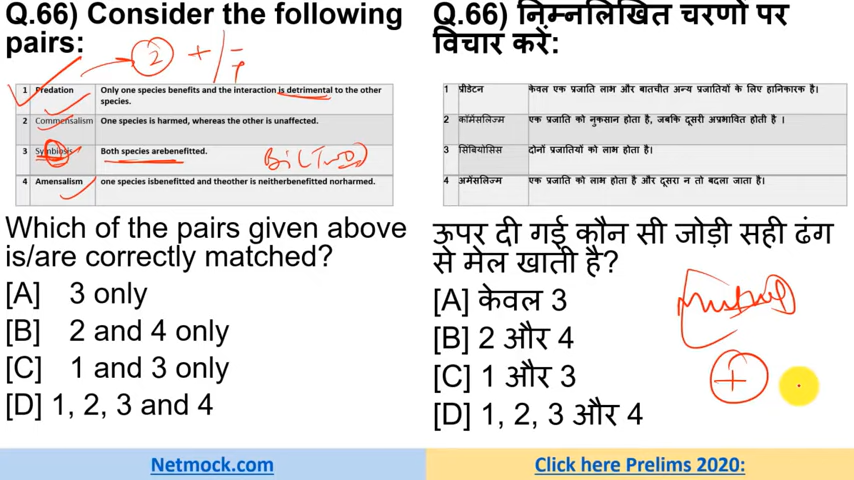 Q.66) Consider the following
pairs:
2 + / -
1 Predation Only one species benefits and the interaction is detrimental to the other
species.
2 Commensalism One species is harmed, whereas the other is unaffected.
3 Symbiosis Both species arebenefitted.
Bi (Two)
4 Amensalism one species isbenefitted and theother is neitherbenefitted norharmed.
Which of the pairs given above
is/are correctly matched?
[A] 3 only
[B] 2 and 4 only
[C] 1 and 3 only
[D] 1, 2, 3 and 4
Q.66) निम्नलिखित चरणों पर
विचार करें:
1 प्रीडेटन केवल एक प्रजाति लाभ और बातचीत अन्य प्रजातियों के लिए हानिकारक है।
2 कॉमेंसलिज्म एक प्रजाति को नुकसान होता है, जबकि दूसरी अप्रभावित होती है ।
3 सिंबियोसिस दोनों प्रजातियों को लाभ होता है।
4 अमेंसलिज्म एक प्रजाति को लाभ होता है और दूसरा न तो बदला जाता है।
ऊपर दी गई कौन सी जोड़ी सही ढंग
से मेल खाती है?
[A] केवल 3
[B] 2 और 4
[C] 1 और 3
[D] 1, 2, 3 और 4
+
Netmock.com
Click here Prelims 2020: